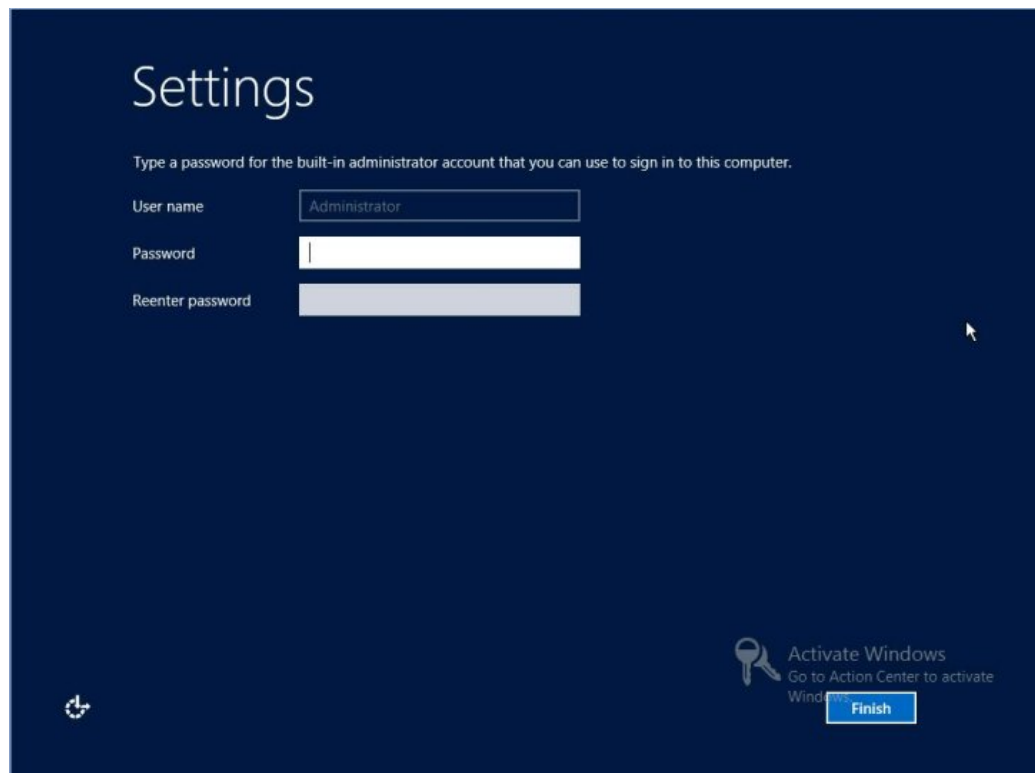 Settings
Type a password for the built-in administrator account that you can use to sign in to this computer.
User name
Administrator
Password
Reenter password
Activate Windows
Go to Action Center to activate
Windows.
Finish